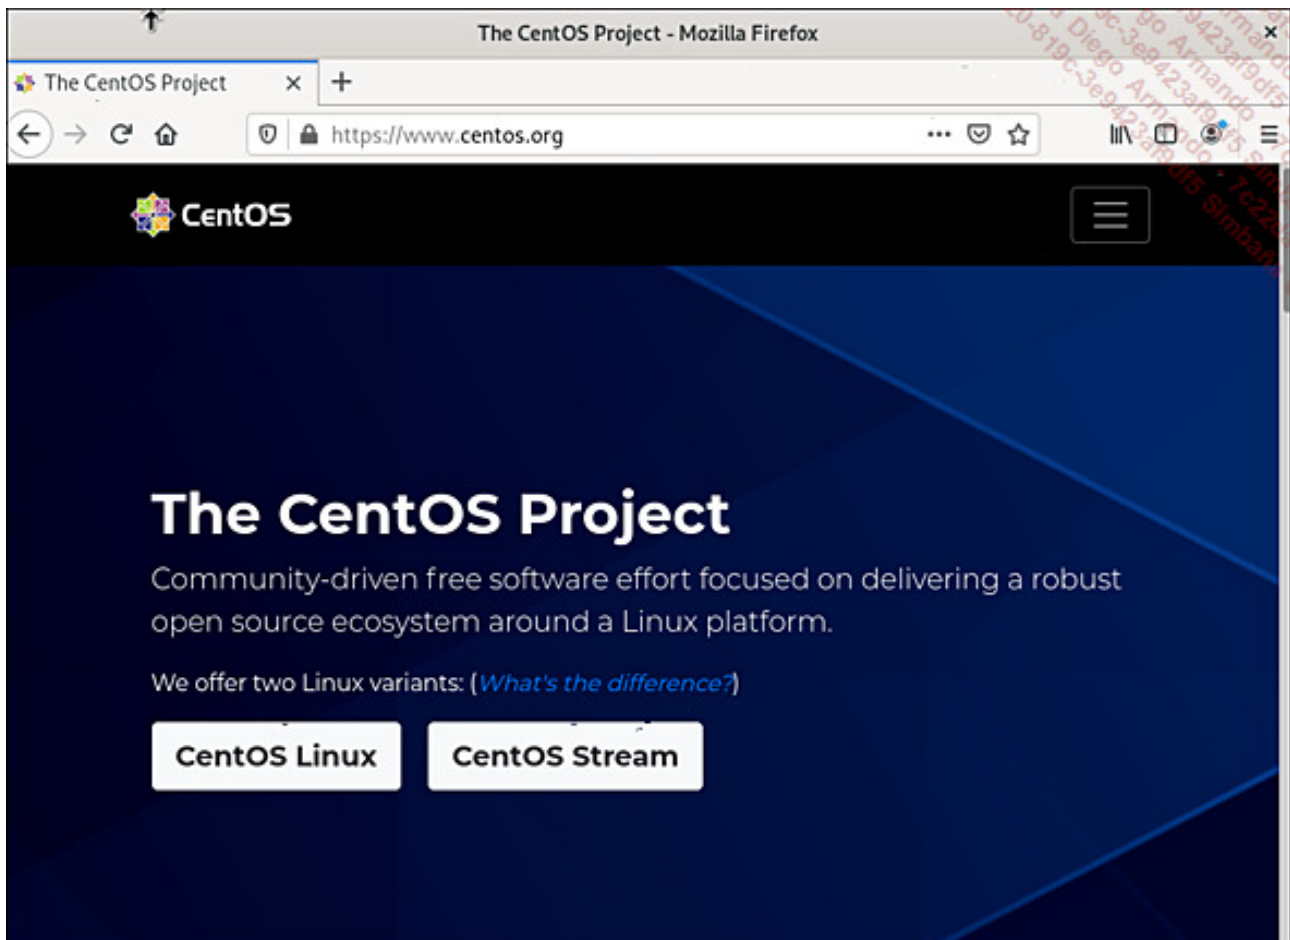 The CentOS Project - Mozilla Firefox
The CentOS Project
https://www.centos.org
CentOS
The CentOS Project
Community-driven free software effort focused on delivering a robust
open source ecosystem around a Linux platform.
We offer two Linux variants: (What's the difference?)
CentOS Linux
CentOS Stream